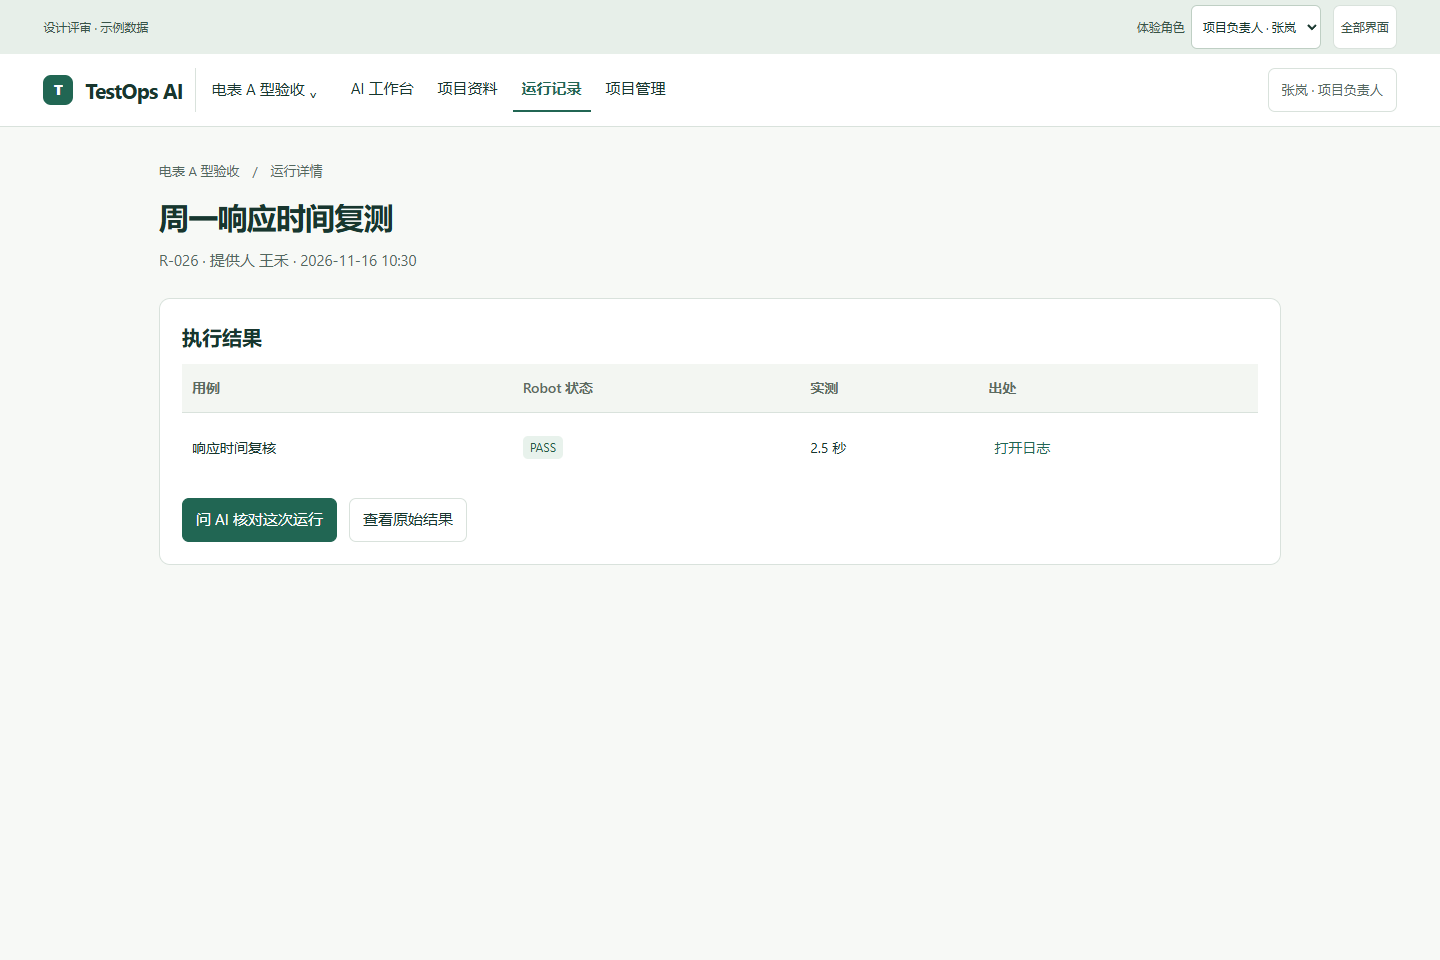 设计评审 · 示例数据
体验角色 项目负责人 · 张岚 全部界面
T TestOps AI 电表 A 型验收 AI 工作台 项目资料 运行记录 项目管理 张岚 · 项目负责人
电表 A 型验收 / 运行详情
周一响应时间复测
R-026 · 提供人 王禾 · 2026-11-16 10:30
执行结果
用例 Robot 状态 实测 出处
响应时间复核 PASS 2.5 秒 打开日志
问 AI 核对这次运行 查看原始结果